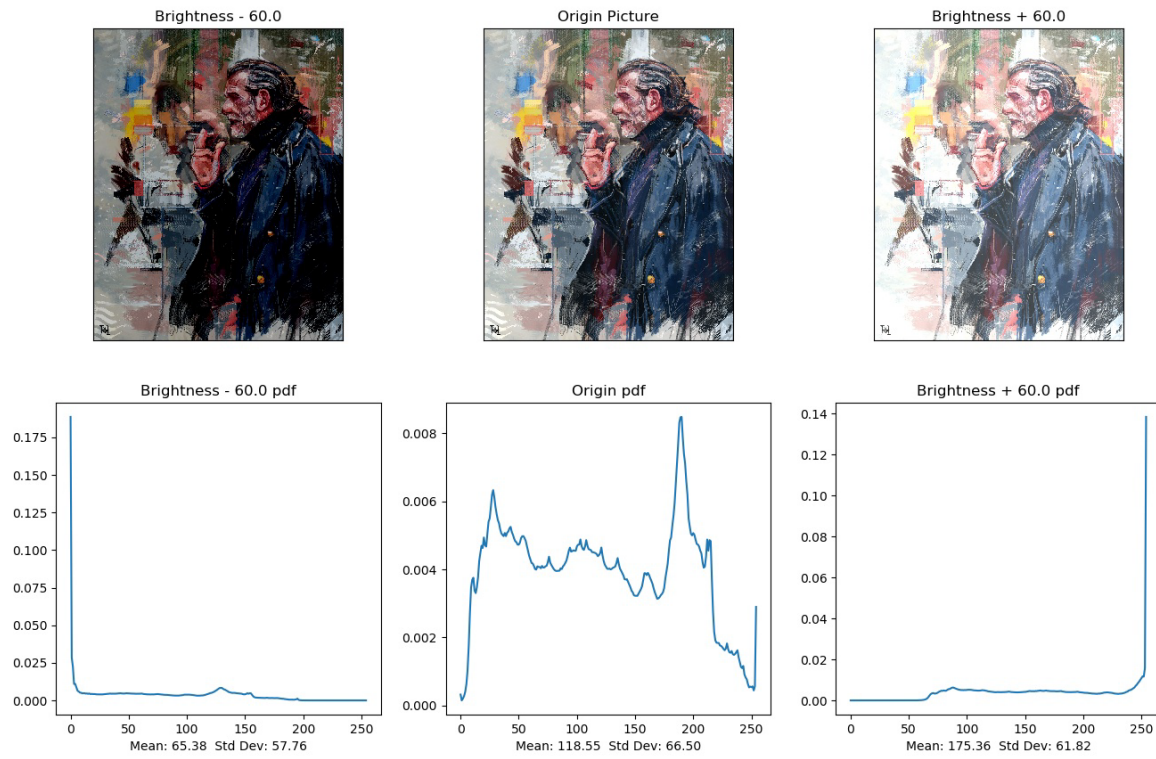 Brightness - 60.0
Origin Picture
Brightness + 60.0
Brightness - 60.0 pdf
Origin pdf
Brightness + 60.0 pdf
0.175
0.150
0.125
0.100
0.075
0.050
0.025
0.000
0 50 100 150 200 250
Mean: 65.38 Std Dev: 57.76
0.008
0.006
0.004
0.002
0.000
0 50 100 150 200 250
Mean: 118.55 Std Dev: 66.50
0.14
0.12
0.10
0.08
0.06
0.04
0.02
0.00
0 50 100 150 200 250
Mean: 175.36 Std Dev: 61.82